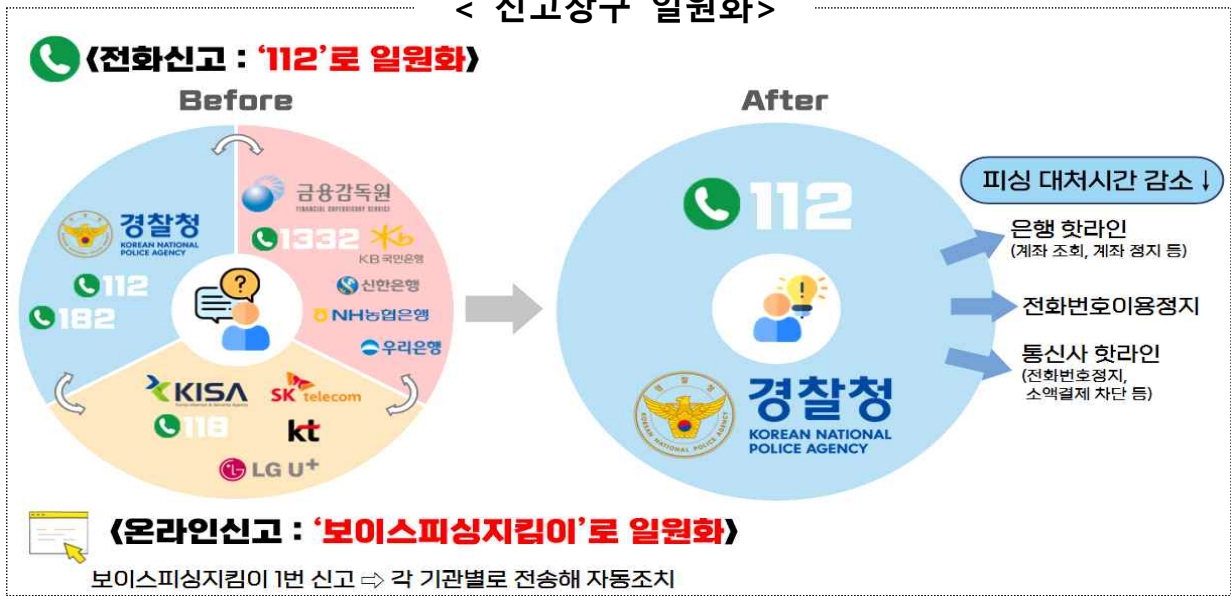 < 신고창구 일원화>
〈전화신고 : ‘112’로 일원화〉
Before
After
금융감독원
FINANCIAL SUPERVISORY SERVICE
1332
KB국민은행
신한은행
NH농협은행
우리은행
경찰청
KOREAN NATIONAL
POLICE AGENCY
112
182
?
KISA
118
SK telecom
kt
LG U+
112
경찰청
KOREAN NATIONAL
POLICE AGENCY
피싱 대처시간 감소↓
은행 핫라인
(계좌 조회, 계좌 정지 등)
전화번호이용정지
통신사 핫라인
(전화번호정지,
소액결제 차단 등)
〈온라인신고 : ‘보이스피싱지킴이’로 일원화〉
보이스피싱지킴이 1번 신고 ⇨ 각 기관별로 전송해 자동조치